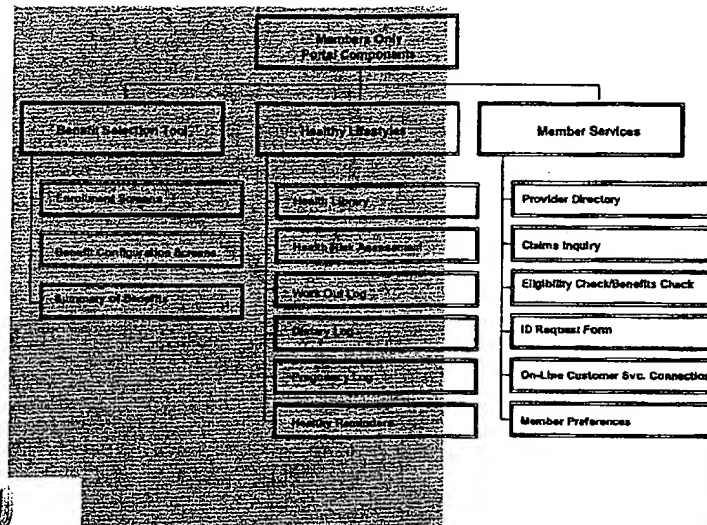 Members Only
Portal Components
Benefit Selection Tool
Healthy Lifestyles
Member Services
Enrollment Screens
Benefit Configuration Screens
Summary of Benefits
Health Library
Health Risk Assessment
Work Out Log
Dietary Log
Healthy Reminders
Provider Directory
Claims Inquiry
Eligibility Check/Benefits Check
ID Request Form
On-Line Customer Svc. Connection
Member Preferences